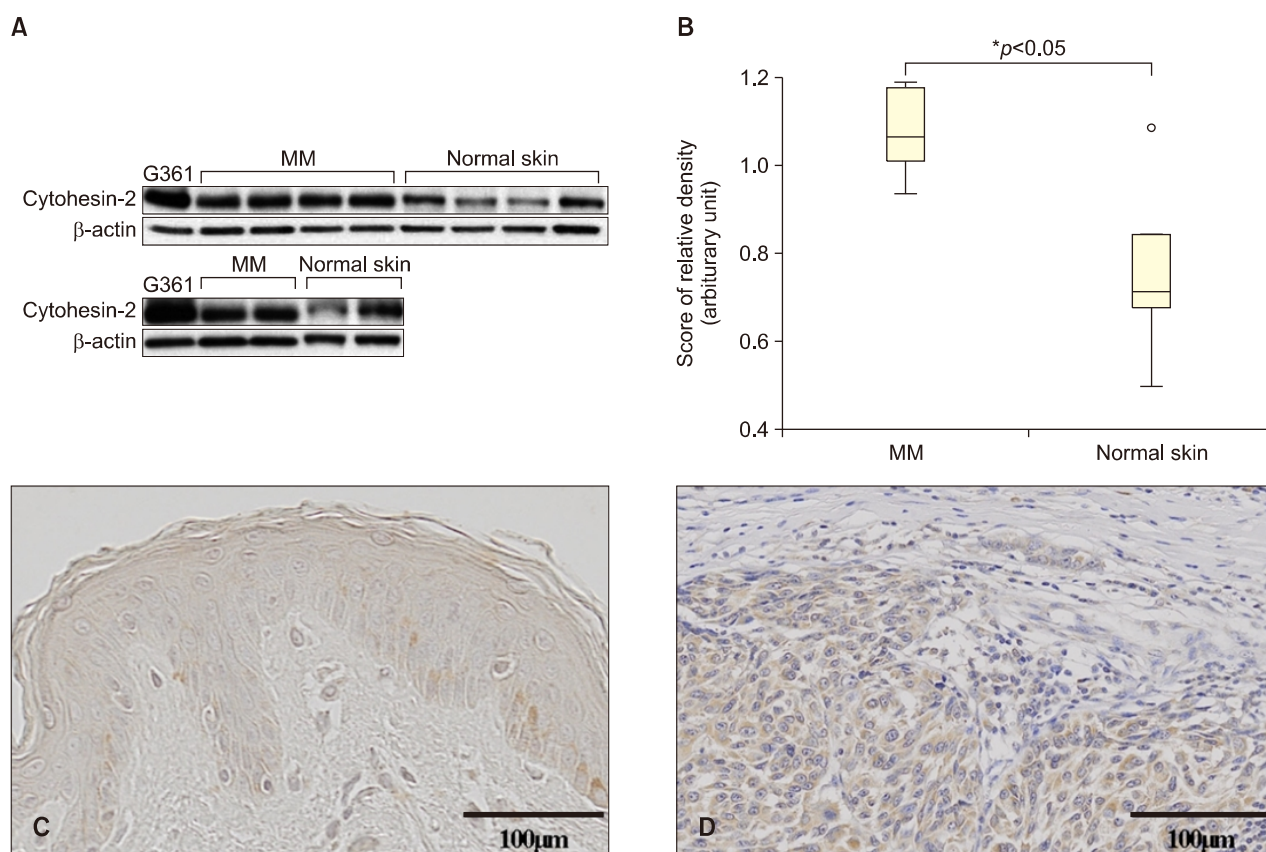 A
G361
MM
Normal skin
Cytohesin-2
β-actin
G361
MM
Normal skin
Cytohesin-2
β-actin
B
*p<0.05
1.2
1.0
0.8
0.6
0.4
Score of relative density
(arbiturary unit)
MM
Normal skin
C
100μm
D
100μm